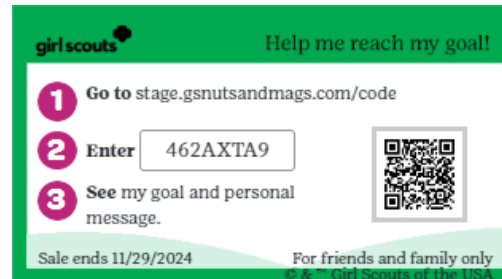 girl scouts
Help me reach my goal!
1 Go to stage.gsnutsandmags.com/code
2 Enter 462AXTA9
3 See my goal and personal
message.
Sale ends 11/29/2024
For friends and family only
© & ™ Girl Scouts of the USA